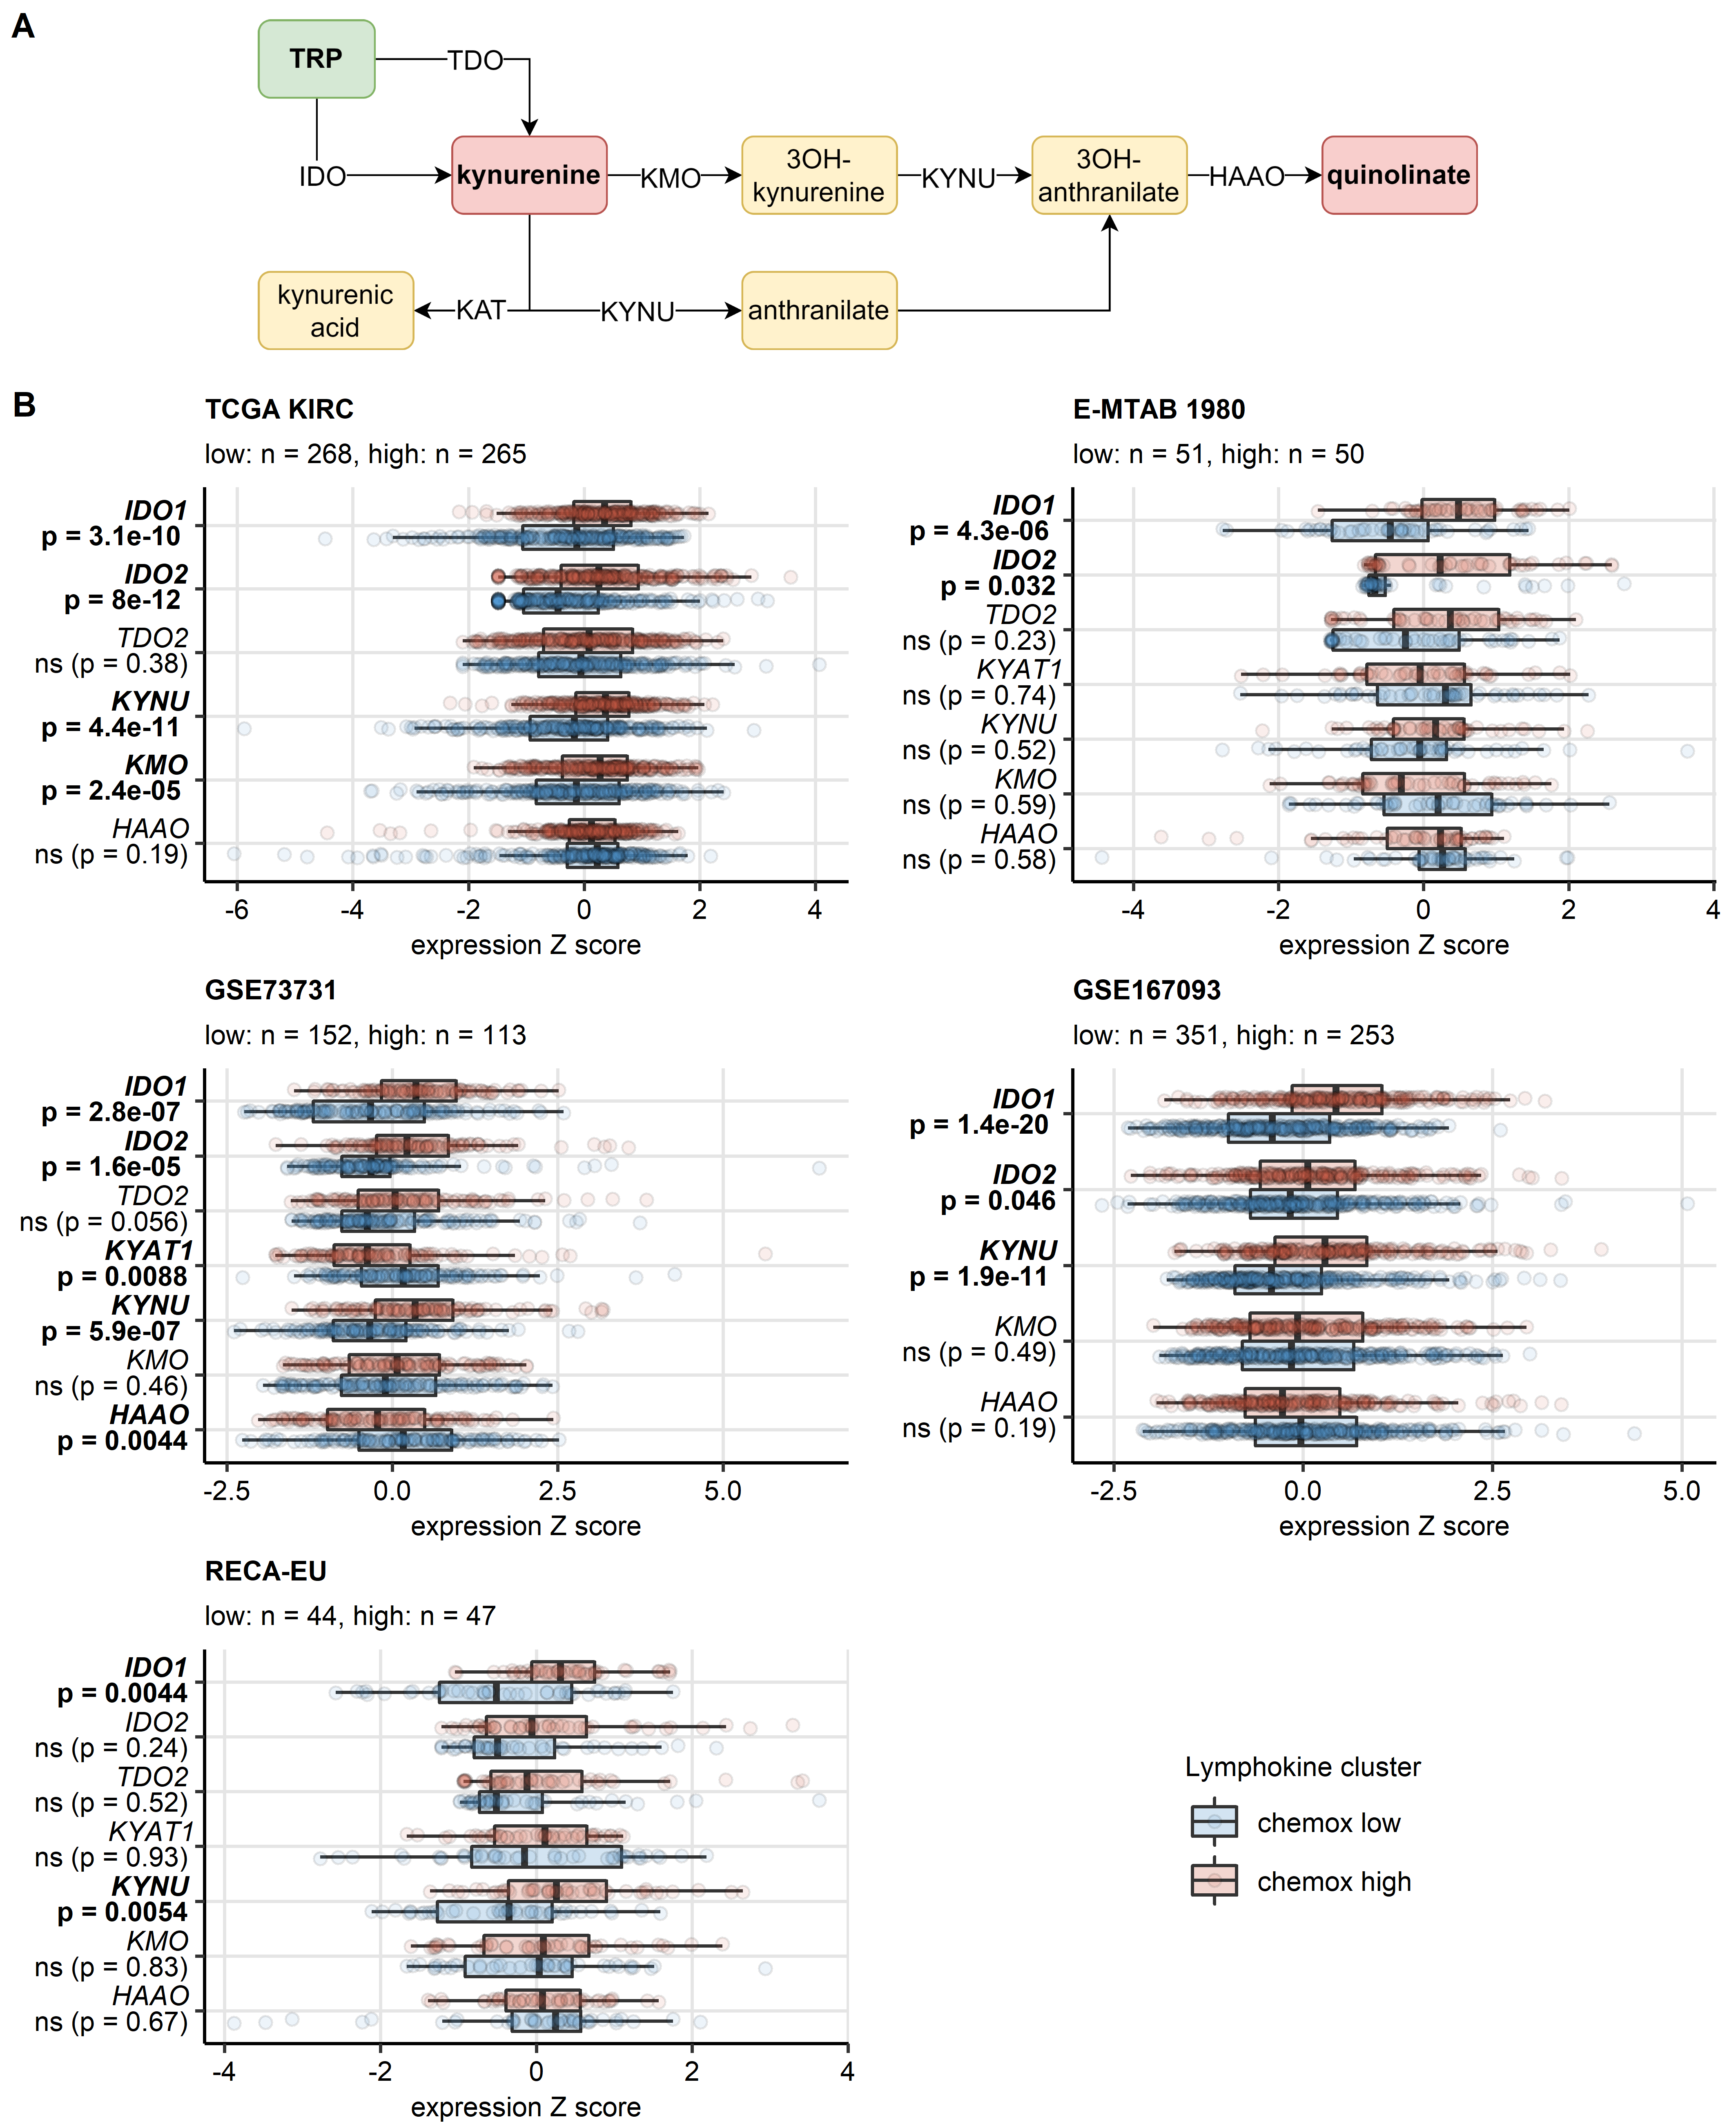 A
TRP
TDO
IDO
kynurenine
KMO
3OH-
kynurenine
KYNU
3OH-
anthranilate
HAAO
quinolinate
kynurenic
acid
KAT
KYNU
anthranilate
B
TCGA KIRC
low: n = 268, high: n = 265
IDO1
p = 3.1e-10
IDO2
p = 8e-12
TDO2
ns (p = 0.38)
KYNU
p = 4.4e-11
KMO
p = 2.4e-05
HAAO
ns (p = 0.19)
-6 -4 -2 0 2 4
expression Z score
E-MTAB 1980
low: n = 51, high: n = 50
IDO1
p = 4.3e-06
IDO2
p = 0.032
TDO2
ns (p = 0.23)
KYAT1
ns (p = 0.74)
KYNU
ns (p = 0.52)
KMO
ns (p = 0.59)
HAAO
ns (p = 0.58)
-4 -2 0 2 4
expression Z score
GSE73731
low: n = 152, high: n = 113
IDO1
p = 2.8e-07
IDO2
p = 1.6e-05
TDO2
ns (p = 0.056)
KYAT1
p = 0.0088
KYNU
p = 5.9e-07
KMO
ns (p = 0.46)
HAAO
p = 0.0044
-2.5 0.0 2.5 5.0
expression Z score
GSE167093
low: n = 351, high: n = 253
IDO1
p = 1.4e-20
IDO2
p = 0.046
KYNU
p = 1.9e-11
KMO
ns (p = 0.49)
HAAO
ns (p = 0.19)
-2.5 0.0 2.5 5.0
expression Z score
RECA-EU
low: n = 44, high: n = 47
IDO1
p = 0.0044
IDO2
ns (p = 0.24)
TDO2
ns (p = 0.52)
KYAT1
ns (p = 0.93)
KYNU
p = 0.0054
KMO
ns (p = 0.83)
HAAO
ns (p = 0.67)
-4 -2 0 2 4
expression Z score
Lymphokine cluster
chemox low
chemox high